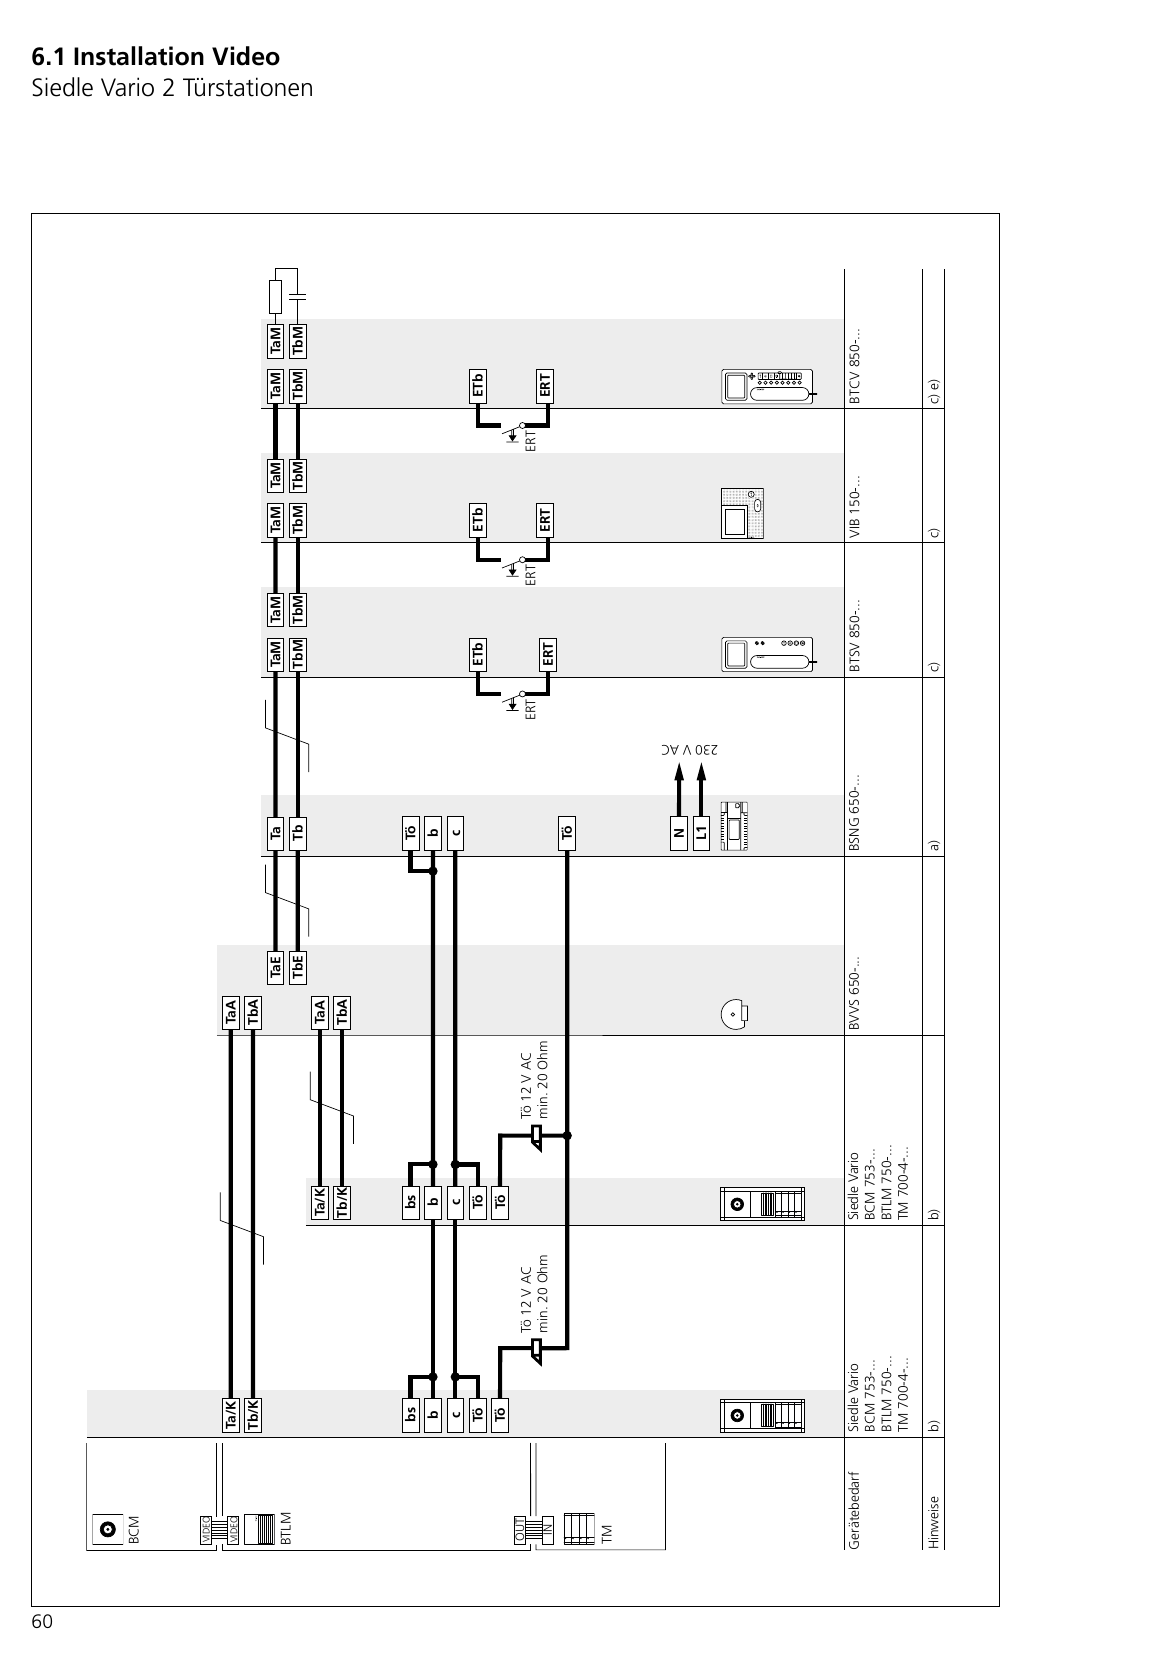 6.1 Installation Video
Siedle Vario 2 Türstationen
BCM
VIDEO
VIDEO
BTLM
OUT
IN
TM
Ta/K
Tb/K
bs
b
c
Tö
Tö
Tö 12 V AC
min. 20 Ohm
Ta/K
Tb/K
bs
b
c
Tö
Tö
Tö 12 V AC
min. 20 Ohm
TaA
TbA
TaA
TbA
TaE
TbE
Ta
Tb
Tö
b
c
Tö
N
L1
230 V AC
TaM
TbM
ETb
ERT
ERT
TaM
TbM
TaM
TbM
ETb
ERT
ERT
TaM
TbM
TaM
TbM
ETb
ERT
ERT
TaM
TbM
Gerätebedarf
Siedle Vario
BCM 753-...
BTLM 750-...
TM 700-4-...
Siedle Vario
BCM 753-...
BTLM 750-...
TM 700-4-...
BVVS 650-...
BSNG 650-...
BTSV 850-...
VIB 150-...
BTCV 850-...
Hinweise
b)
b)
a)
c)
c)
c) e)
60